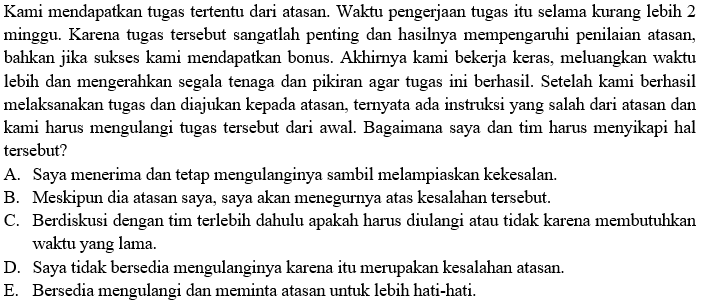 Kami mendapatkan tugas tertentu dari atasan. Waktu pengerjaan tugas itu selama kurang lebih 2
minggu. Karena tugas tersebut sangatlah penting dan hasilnya mempengaruhi penilaian atasan,
bahkan jika sukses kami mendapatkan bonus. Akhirnya kami bekerja keras, meluangkan waktu
lebih dan mengerahkan segala tenaga dan pikiran agar tugas ini berhasil. Setelah kami berhasil
melaksanakan tugas dan diajukan kepada atasan, ternyata ada instruksi yang salah dari atasan dan
kami harus mengulangi tugas tersebut dari awal. Bagaimana saya dan tim harus menyikapi hal
tersebut?
A. Saya menerima dan tetap mengulanginya sambil melampiaskan kekesalan.
B. Meskipun dia atasan saya, saya akan menegurnya atas kesalahan tersebut.
C. Berdiskusi dengan tim terlebih dahulu apakah harus diulangi atau tidak karena membutuhkan
waktu yang lama.
D. Saya tidak bersedia mengulanginya karena itu merupakan kesalahan atasan.
E. Bersedia mengulangi dan meminta atasan untuk lebih hati-hati.